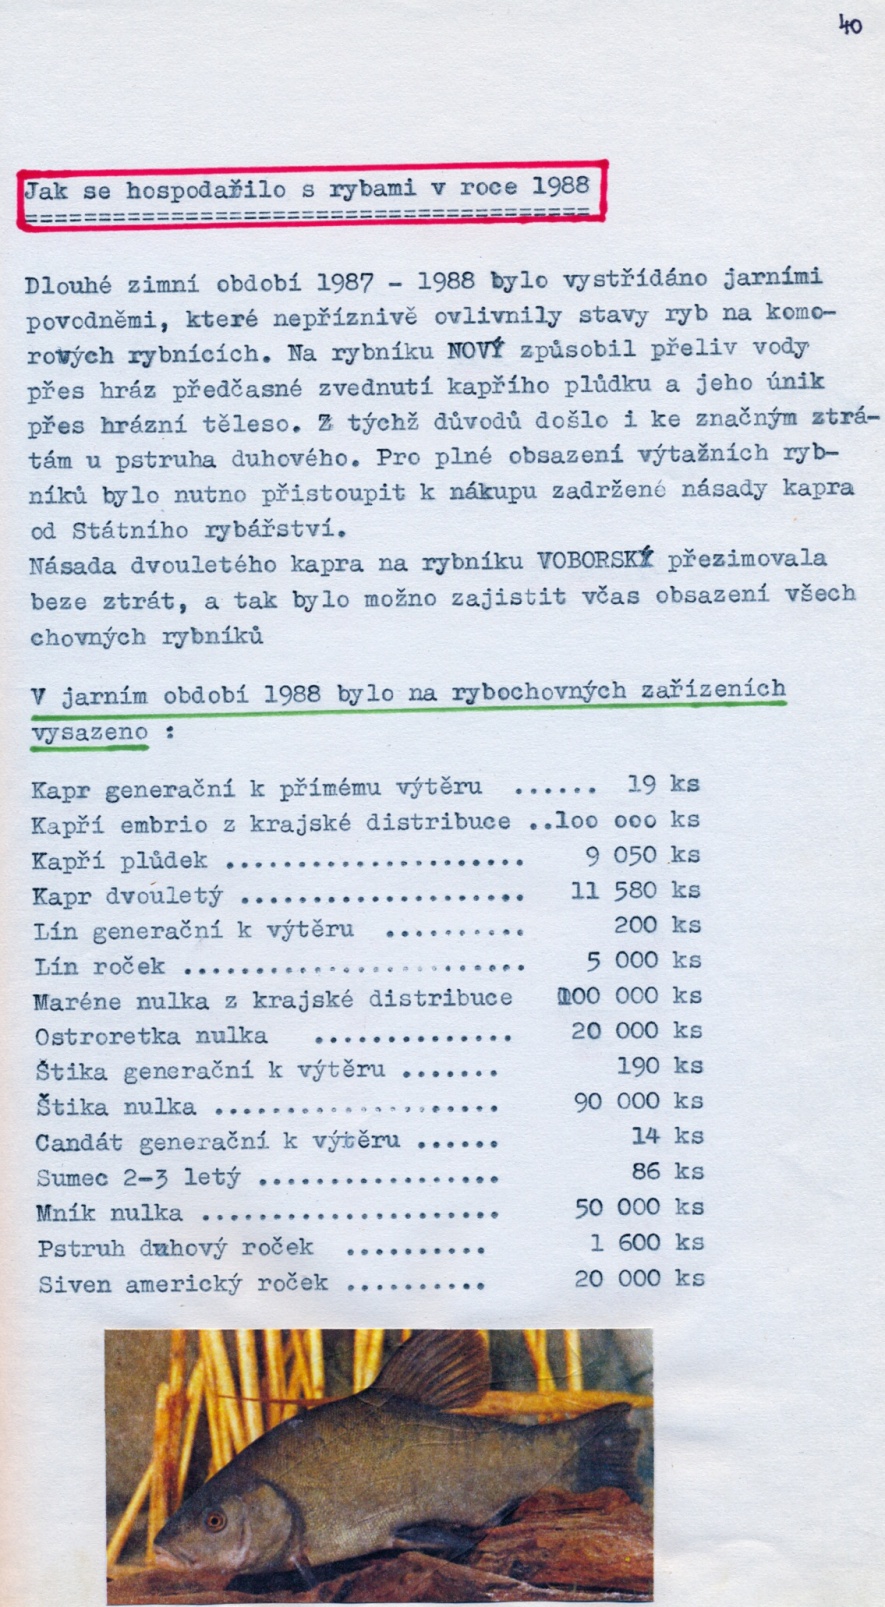 40
Jak se hospodařilo s rybami v roce 1988
=======================================
Dlouhé zimní období 1987 - 1988 bylo vystřídáno jarními
povodněmi, které nepříznivě ovlivnily stavy ryb na komo-
rových rybnících. Na rybníku NOVÝ způsobil přeliv vody
přes hráz předčasné zvednutí kapřího plůdku a jeho únik
přes hrázní těleso. Z týchž důvodů došlo i ke značným ztrá-
tám u pstruha duhového. Pro plné obsazení výtažních ryb-
níků bylo nutno přistoupit k nákupu zadržené násady kapra
od Státního rybářství.
Násada dvouletého kapra na rybníku VOBORSKÝ přezimovala
beze ztrát, a tak bylo možno zajistit včas obsazení všech
chovných rybníků
V jarním období 1988 bylo na rybochovných zařízeních
vysazeno :
Kapr generační k přímému výtěru ...... 19 ks
Kapří embrio z krajské distribuce ..100 000 ks
Kapří plůdek ..................... 9 050 ks
Kapr dvouletý .................... 11 580 ks
Lín generační k výtěru .......... 200 ks
Lín roček ........................ 5 000 ks
Maréne nulka z krajské distribuce 100 000 ks
Ostroretka nulka .............. 20 000 ks
Štika generační k výtěru ....... 190 ks
Štika nulka .................... 90 000 ks
Candát generační k výtěru ...... 14 ks
Sumec 2-3 letý ................. 86 ks
Mník nulka ..................... 50 000 ks
Pstruh duhový roček .......... 1 600 ks
Siven americký roček .......... 20 000 ks